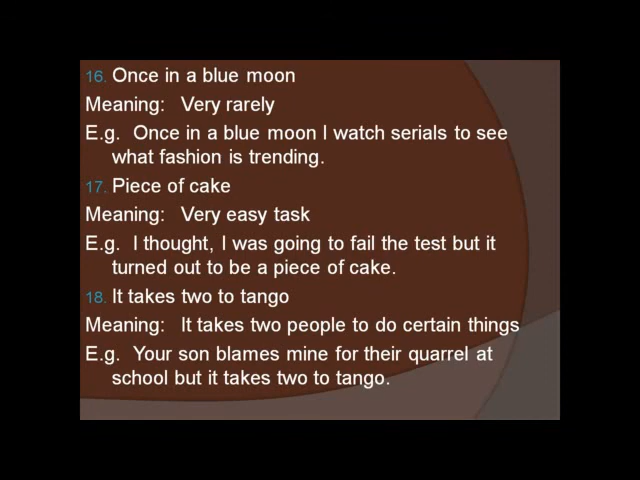 16. Once in a blue moon
Meaning: Very rarely
E.g. Once in a blue moon I watch serials to see
what fashion is trending.
17. Piece of cake
Meaning: Very easy task
E.g. I thought, I was going to fail the test but it
turned out to be a piece of cake.
18. It takes two to tango
Meaning: It takes two people to do certain things
E.g. Your son blames mine for their quarrel at
school but it takes two to tango.